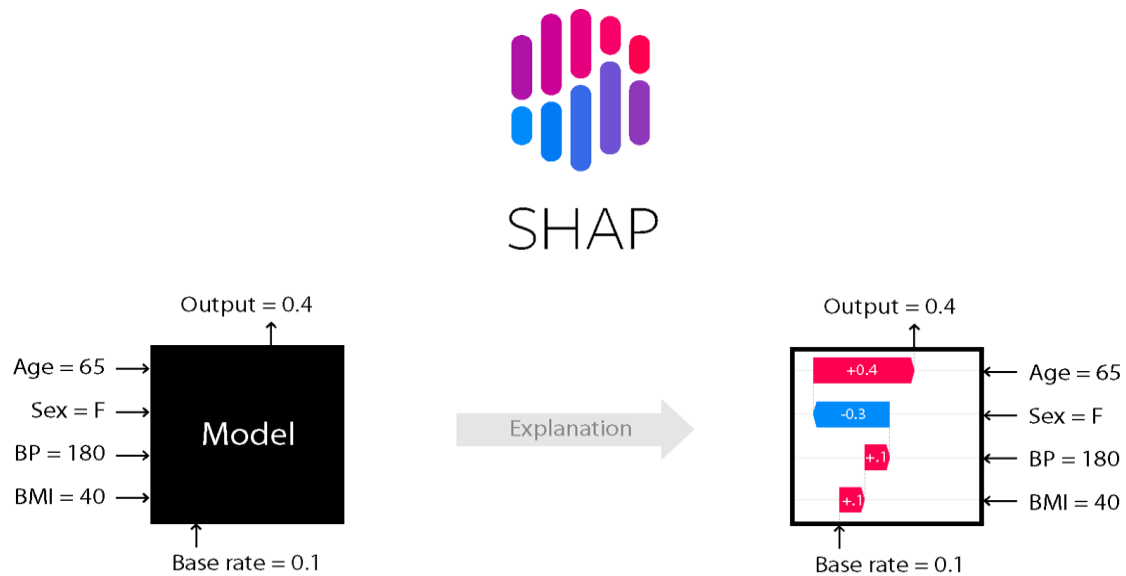 SHAP
Output = 0.4
Age = 65
Sex = F
BP = 180
BMI = 40
Model
Base rate = 0.1
Explanation
Output = 0.4
+0.4
-0.3
+.1
+.1
Age = 65
Sex = F
BP = 180
BMI = 40
Base rate = 0.1